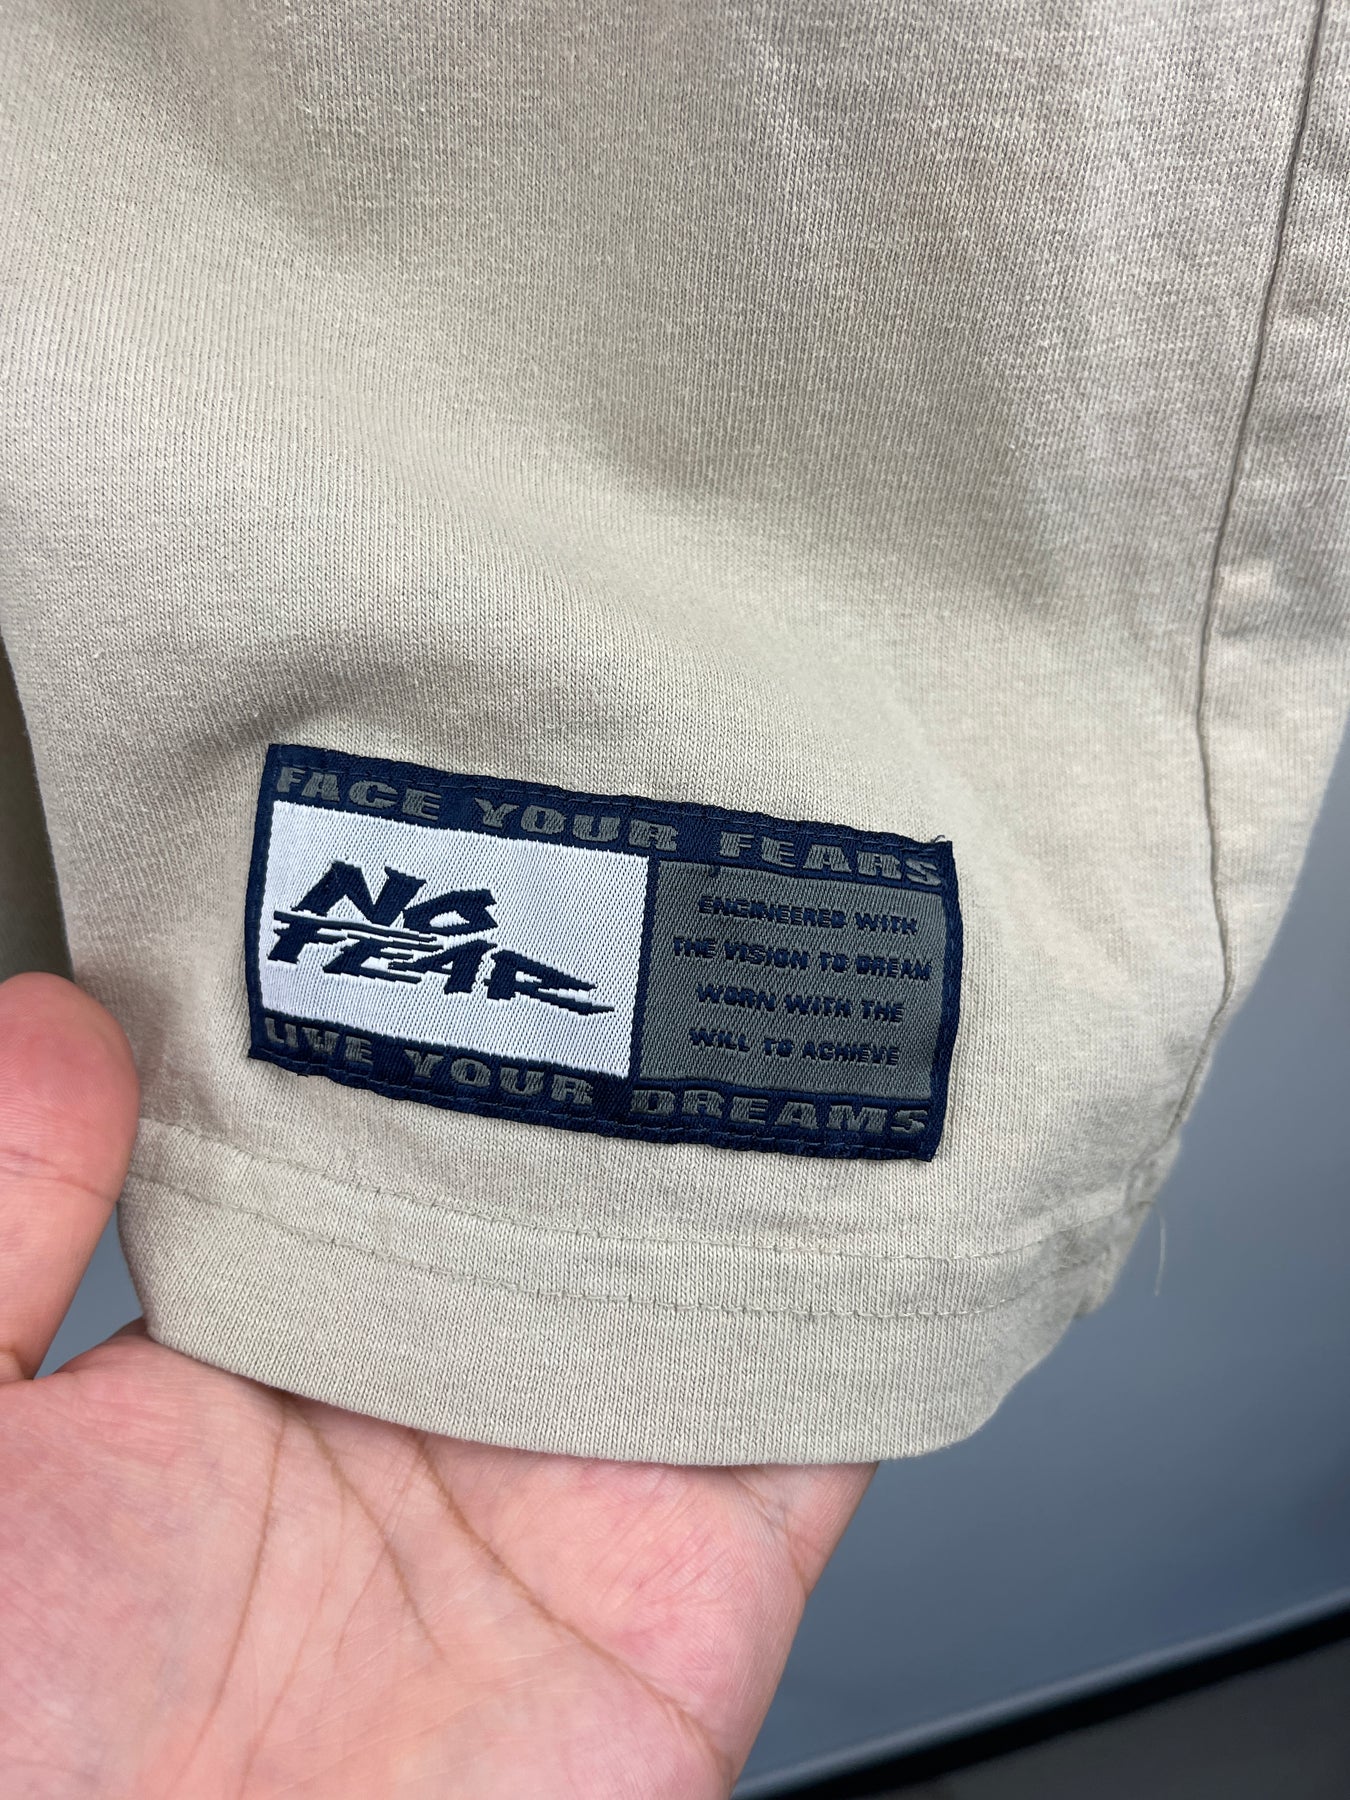 FACE YOUR FEARS
NO
FEAR
ENGINEERED WITH
THE VISION TO DREAM
WORN WITH THE
WILL TO ACHIEVE
LIVE YOUR DREAMS